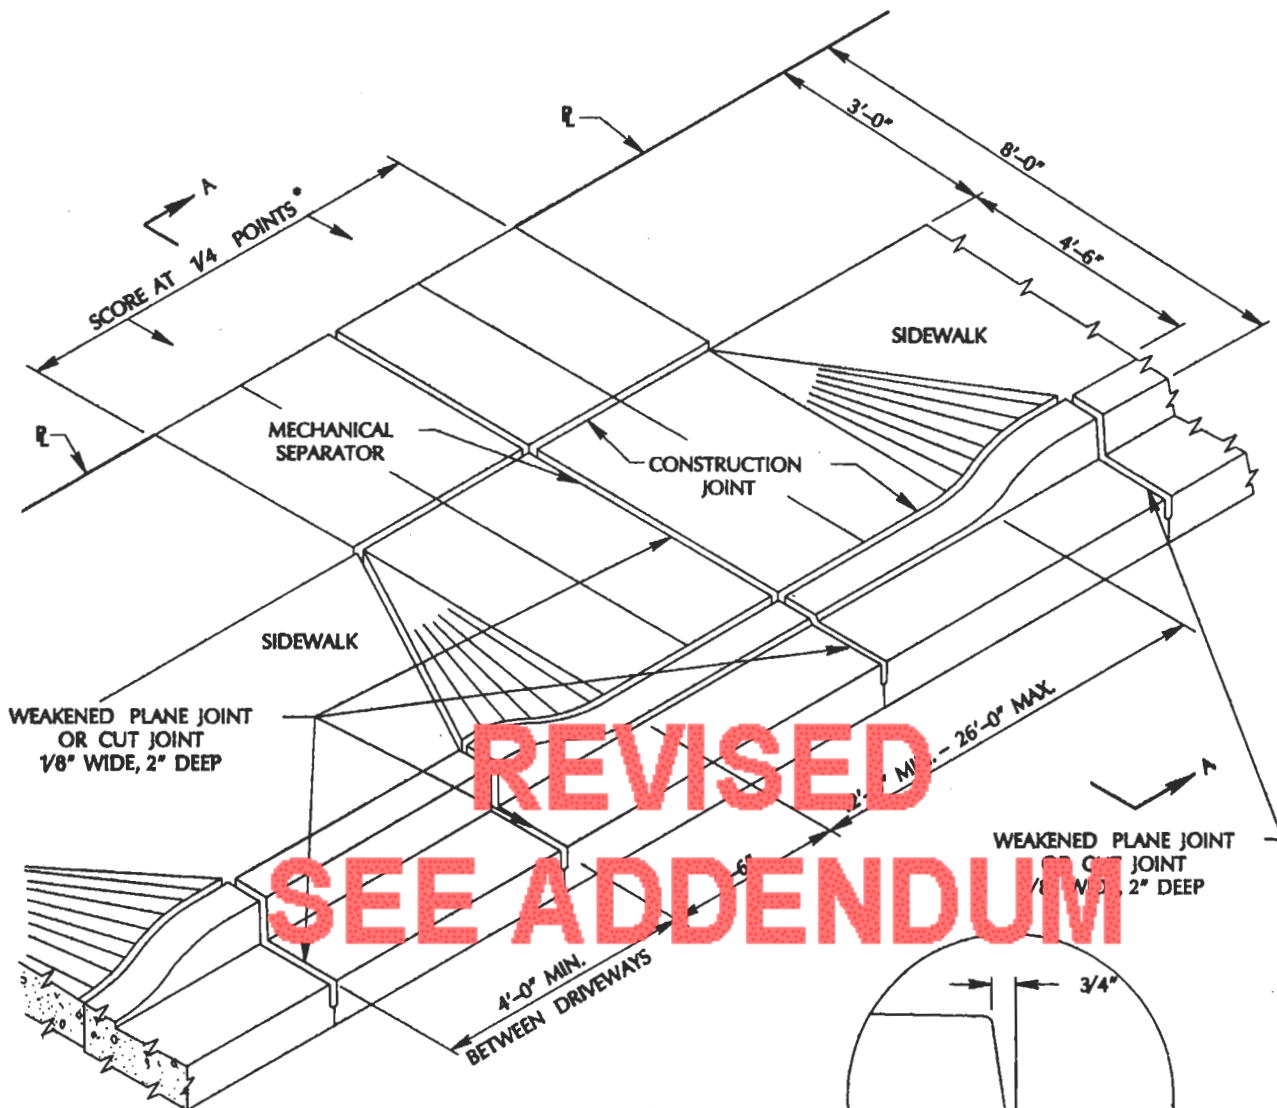 ℄
3'-0"
8'-0"
A
SCORE AT 1/4 POINTS*
4'-6"
SIDEWALK
MECHANICAL
SEPARATOR
CONSTRUCTION
JOINT
SIDEWALK
WEAKENED PLANE JOINT
OR CUT JOINT
1/8" WIDE, 2" DEEP
26'-0" MAX.
REVISED
A
WEAKENED PLANE JOINT
CUT JOINT
WIDE, 2" DEEP
SEE ADDENDUM
4'-0" MIN.
BETWEEN DRIVEWAYS
3/4"